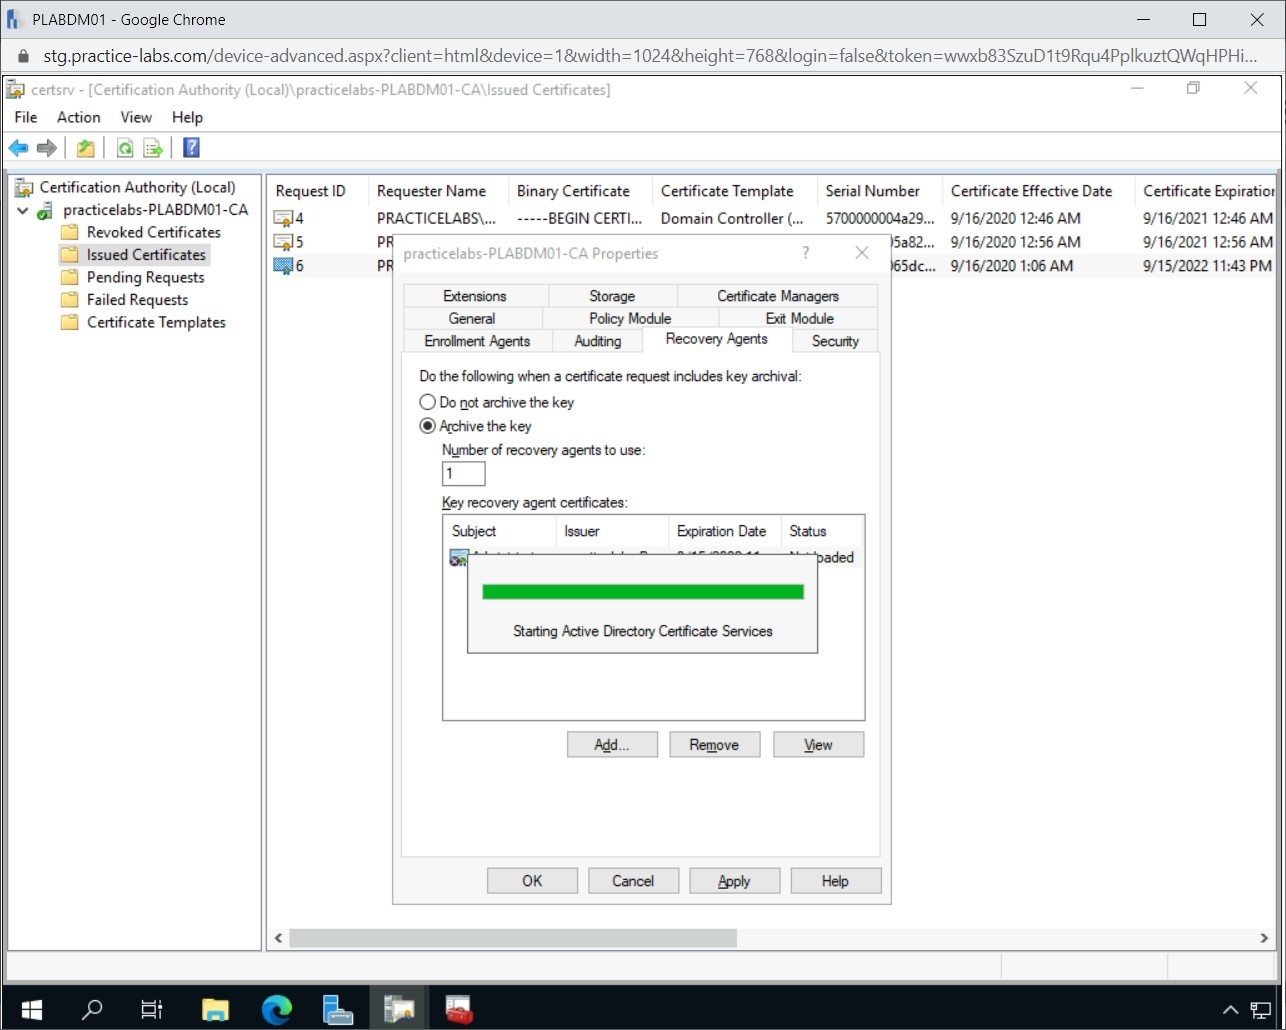 PLABDM01 - Google Chrome
stg.practice-labs.com/device-advanced.aspx?client=html&device=1&width=1024&height=768&login=false&token=wwxb83SzuD1t9Rqu4PplkuztQWqHPHi...
certsrv - [Certification Authority (Local)\practicelabs-PLABDM01-CA\Issued Certificates]
File Action View Help
Certification Authority (Local)
practicelabs-PLABDM01-CA
Revoked Certificates
Issued Certificates
Pending Requests
Failed Requests
Certificate Templates
Request ID Requester Name Binary Certificate Certificate Template Serial Number Certificate Effective Date Certificate Expiration
4 PRACTICELABS\... -----BEGIN CERTI... Domain Controller (... 5700000004a29... 9/16/2020 12:46 AM 9/16/2021 12:46 AM
5 PR 05a82... 9/16/2020 12:56 AM 9/16/2021 12:56 AM
6 PR 065dc... 9/16/2020 1:06 AM 9/15/2022 11:43 PM
practicelabs-PLABDM01-CA Properties
Extensions Storage Certificate Managers
General Policy Module Exit Module
Enrollment Agents Auditing Recovery Agents Security
Do the following when a certificate request includes key archival:
Do not archive the key
Archive the key
Number of recovery agents to use:
1
Key recovery agent certificates:
Subject Issuer Expiration Date Status
loaded
Starting Active Directory Certificate Services
Add... Remove View
OK Cancel Apply Help